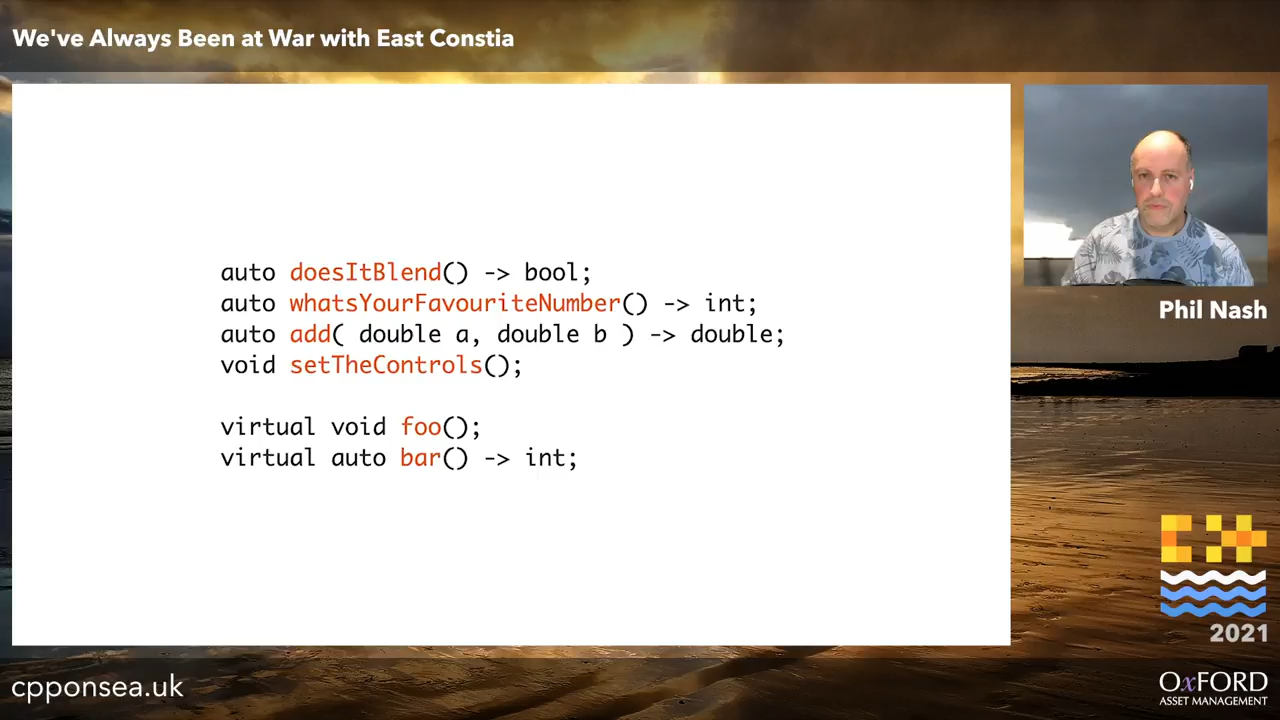 We've Always Been at War with East Constia
auto doesItBlend() -> bool;
auto whatsYourFavouriteNumber() -> int;
auto add( double a, double b ) -> double;
void setTheControls();
virtual void foo();
virtual auto bar() -> int;
Phil Nash
C++
2021
cpponsea.uk
OxFORD
ASSET MANAGEMENT